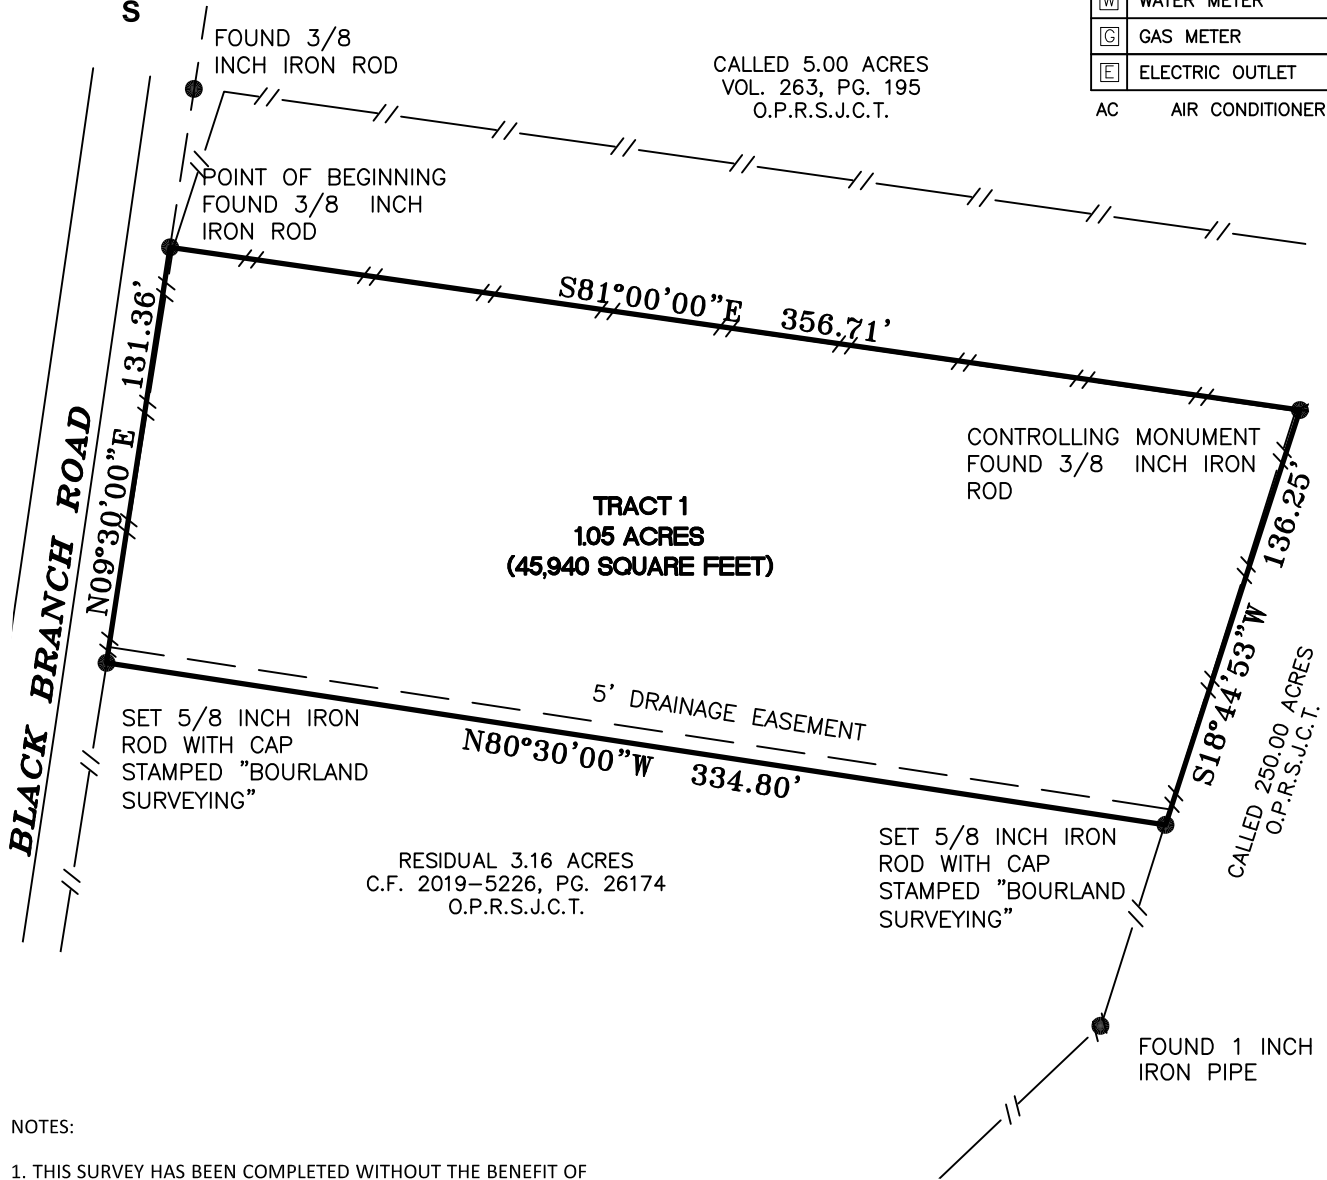 S
FOUND 3/8
INCH IRON ROD
CALLED 5.00 ACRES
VOL. 263, PG. 195
O.P.R.S.J.C.T.
W WATER METER
G GAS METER
E ELECTRIC OUTLET
AC AIR CONDITIONER
POINT OF BEGINNING
FOUND 3/8 INCH
IRON ROD
S81°00'00"E 356.71'
N09°30'00"E 131.36'
BLACK BRANCH ROAD
CONTROLLING MONUMENT
FOUND 3/8 INCH IRON
ROD
TRACT 1
1.05 ACRES
(45,940 SQUARE FEET)
S18°44'53"W 136.25'
CALLED 250.00 ACRES
O.P.R.S.J.C.T.
5' DRAINAGE EASEMENT
N80°30'00"W 334.80'
SET 5/8 INCH IRON
ROD WITH CAP
STAMPED "BOURLAND
SURVEYING"
SET 5/8 INCH IRON
ROD WITH CAP
STAMPED "BOURLAND
SURVEYING"
RESIDUAL 3.16 ACRES
C.F. 2019-5226, PG. 26174
O.P.R.S.J.C.T.
FOUND 1 INCH
IRON PIPE
NOTES:
1. THIS SURVEY HAS BEEN COMPLETED WITHOUT THE BENEFIT OF